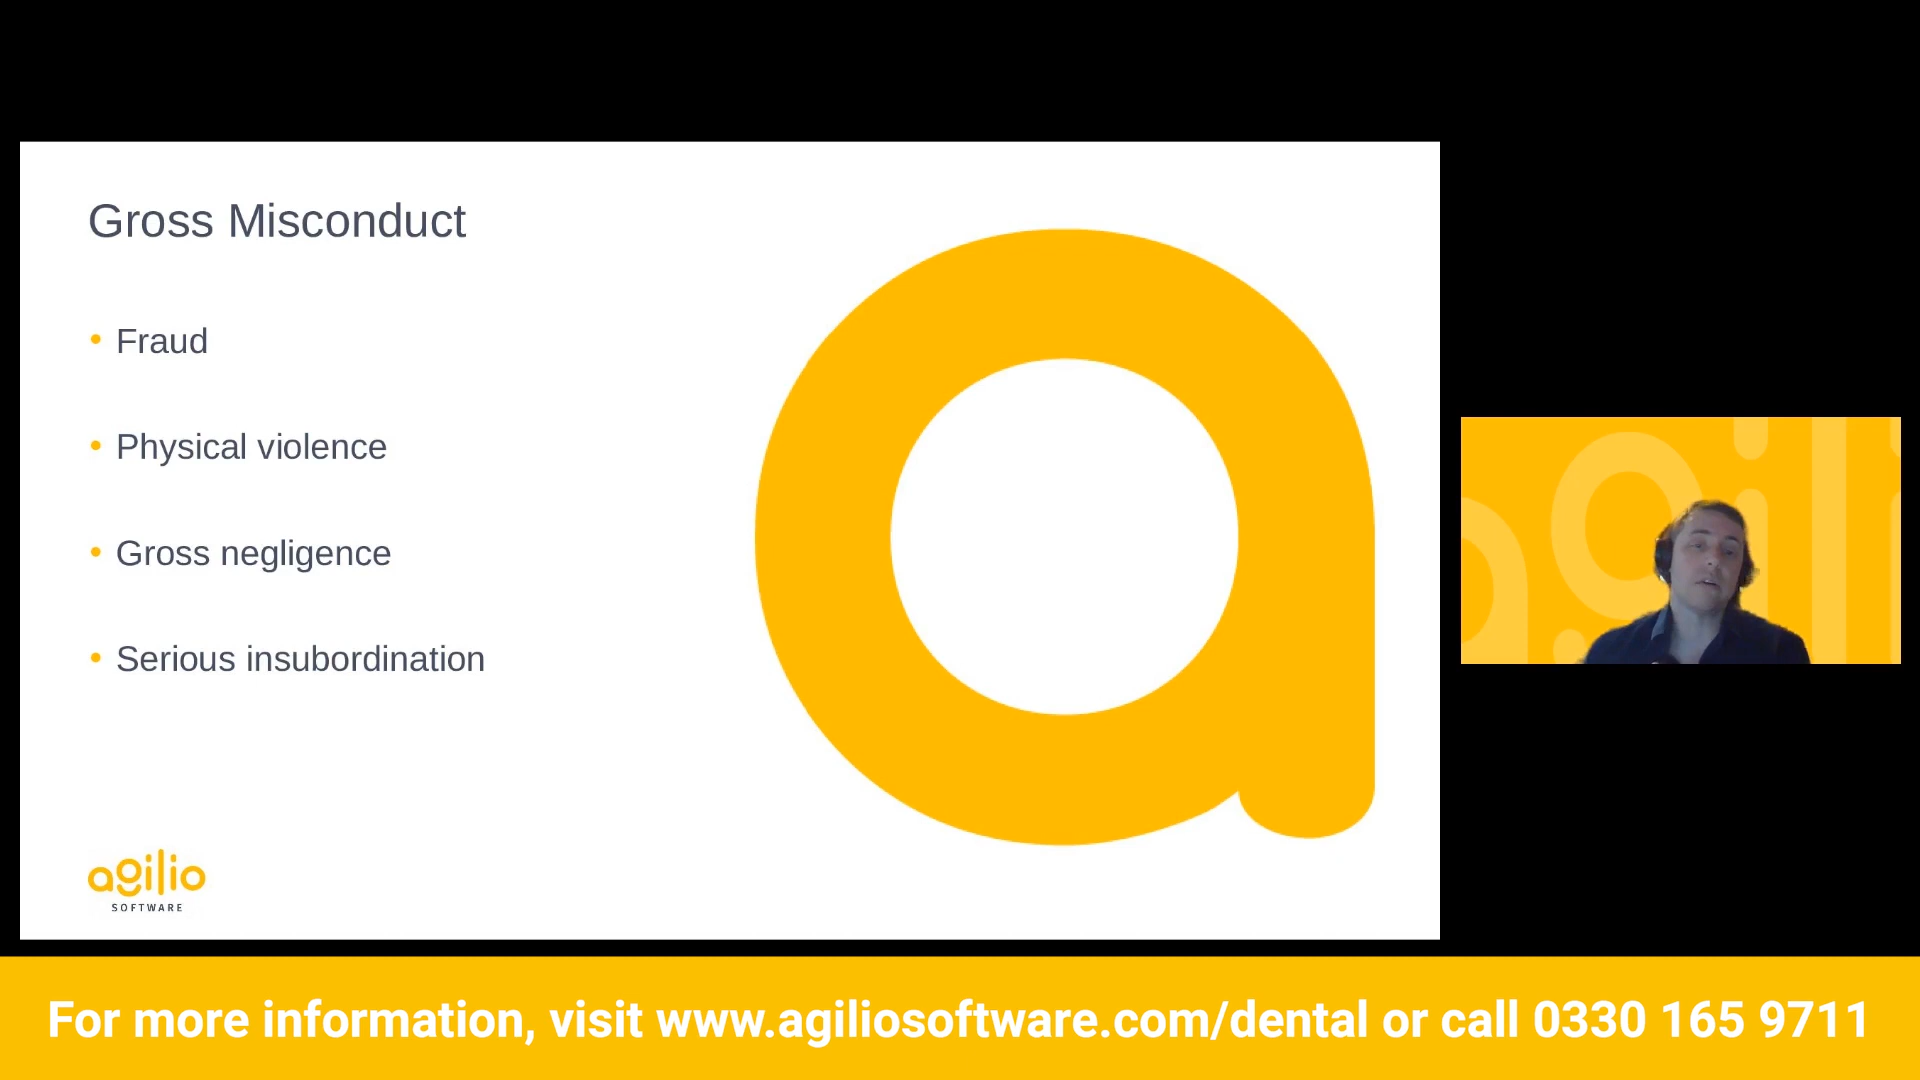 Gross Misconduct
• Fraud
• Physical violence
• Gross negligence
• Serious insubordination
agilio
SOFTWARE
agili
For more information, visit www.agiliosoftware.com/dental or call 0330 165 9711